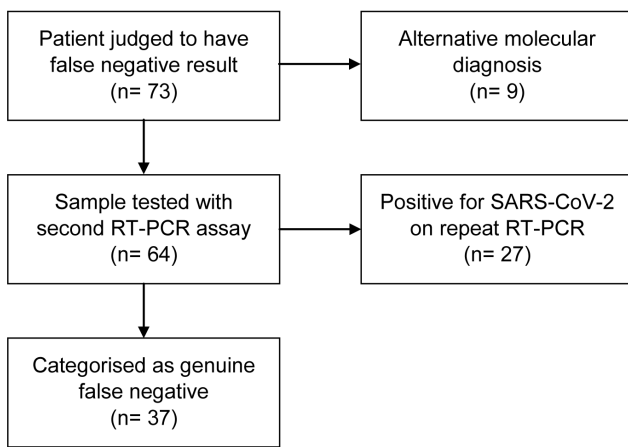 Patient judged to have
false negative result
(n= 73)
Alternative molecular
diagnosis
(n= 9)
Sample tested with
second RT-PCR assay
(n= 64)
Positive for SARS-CoV-2
on repeat RT-PCR
(n= 27)
Categorised as genuine
false negative
(n= 37)